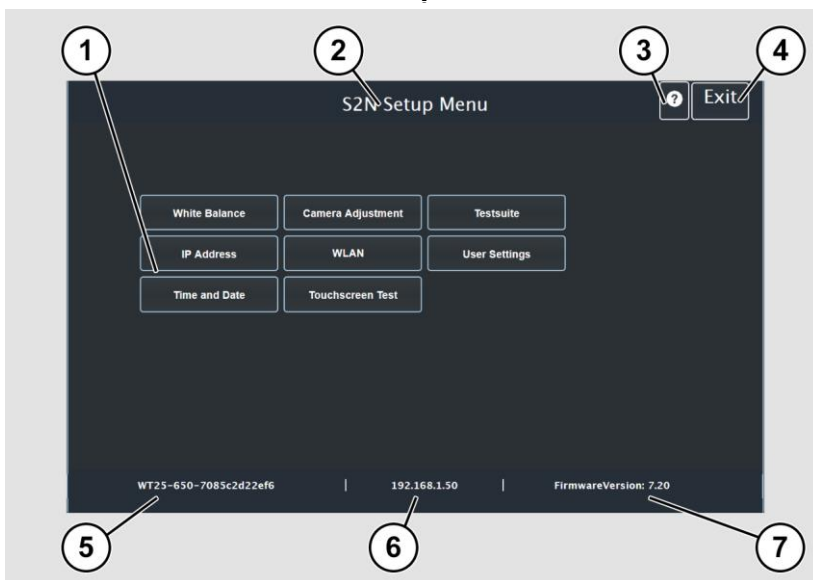 1 2 3 4
S2N Setup Menu ? Exit
White Balance Camera Adjustment Testsuite
IP Address WLAN User Settings
Time and Date Touchscreen Test
WT25-650-7085c2d22ef6 | 192.168.1.50 | FirmwareVersion: 7.20
5 6 7